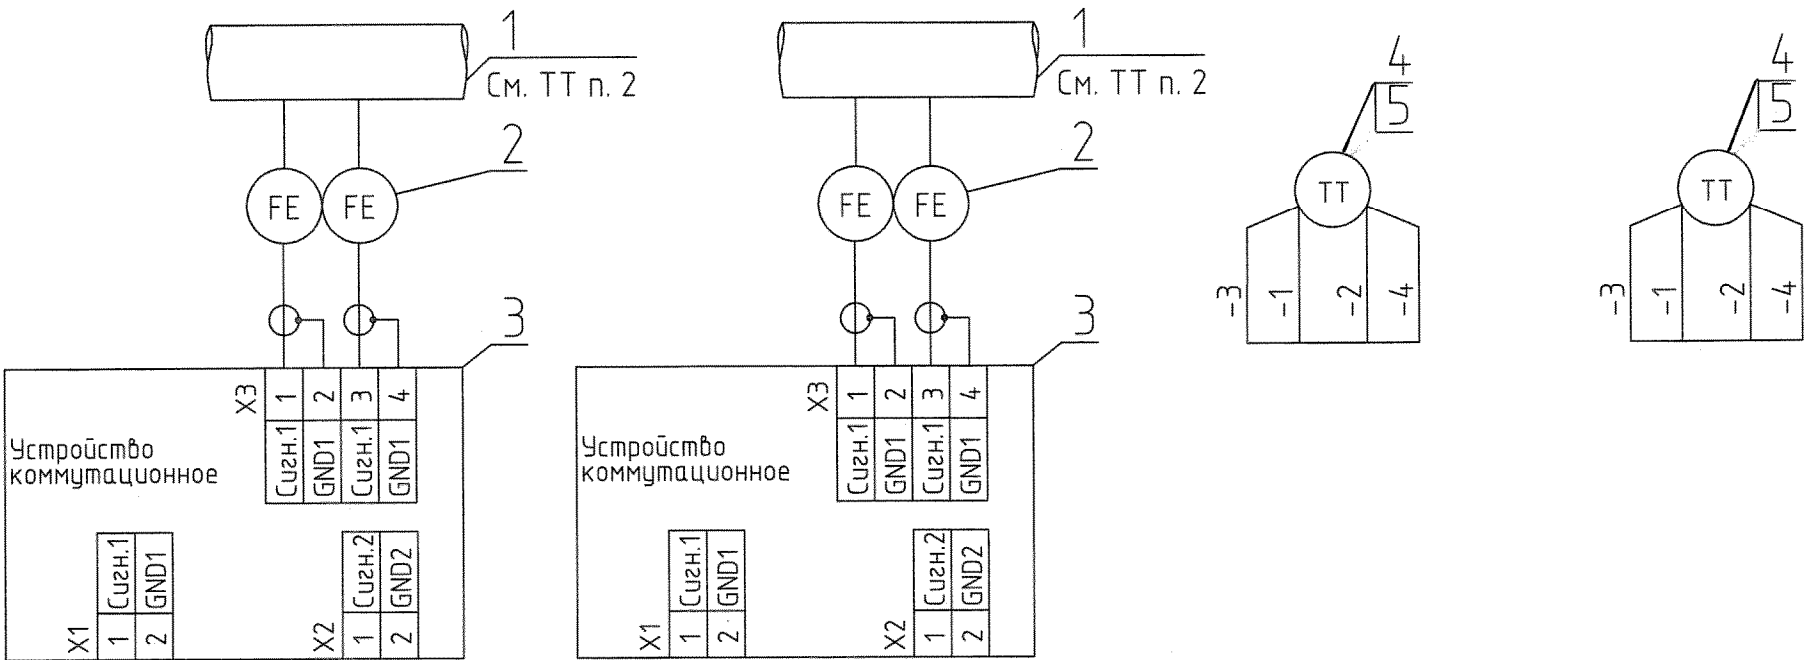 1
См. ТТ п. 2
2
FE FE
3
X3 1 2 3 4
Сигн.1 GND1 Сигн.1 GND1
Устройство
коммутационное
Сигн.1 GND1
X1 1 2
Сигн.2 GND2
X2 1 2
1
См. ТТ п. 2
2
FE FE
3
X3 1 2 3 4
Сигн.1 GND1 Сигн.1 GND1
Устройство
коммутационное
Сигн.1 GND1
X1 1 2
Сигн.2 GND2
X2 1 2
4
5
TT
-3 -1 -2 -4
4
5
TT
-3 -1 -2 -4